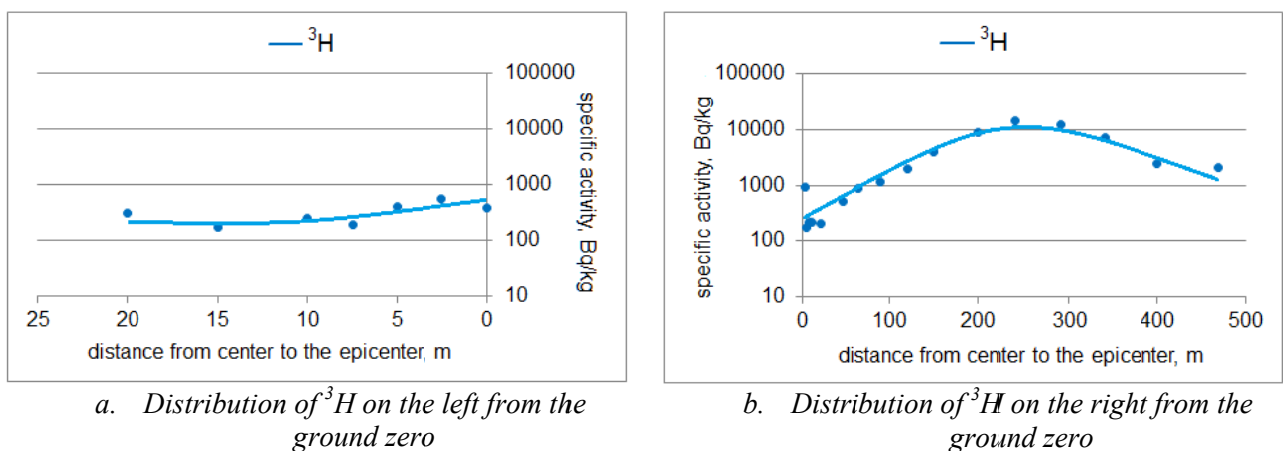 ³H
100000
10000
1000
100
10
specific activity, Bq/kg
25 20 15 10 5 0
distance from center to the epicenter, m
a. Distribution of ³H on the left from the
ground zero
³H
specific activity, Bq/kg
100000
10000
1000
100
10
0 100 200 300 400 500
distance from center to the epicenter, m
b. Distribution of ³H on the right from the
ground zero